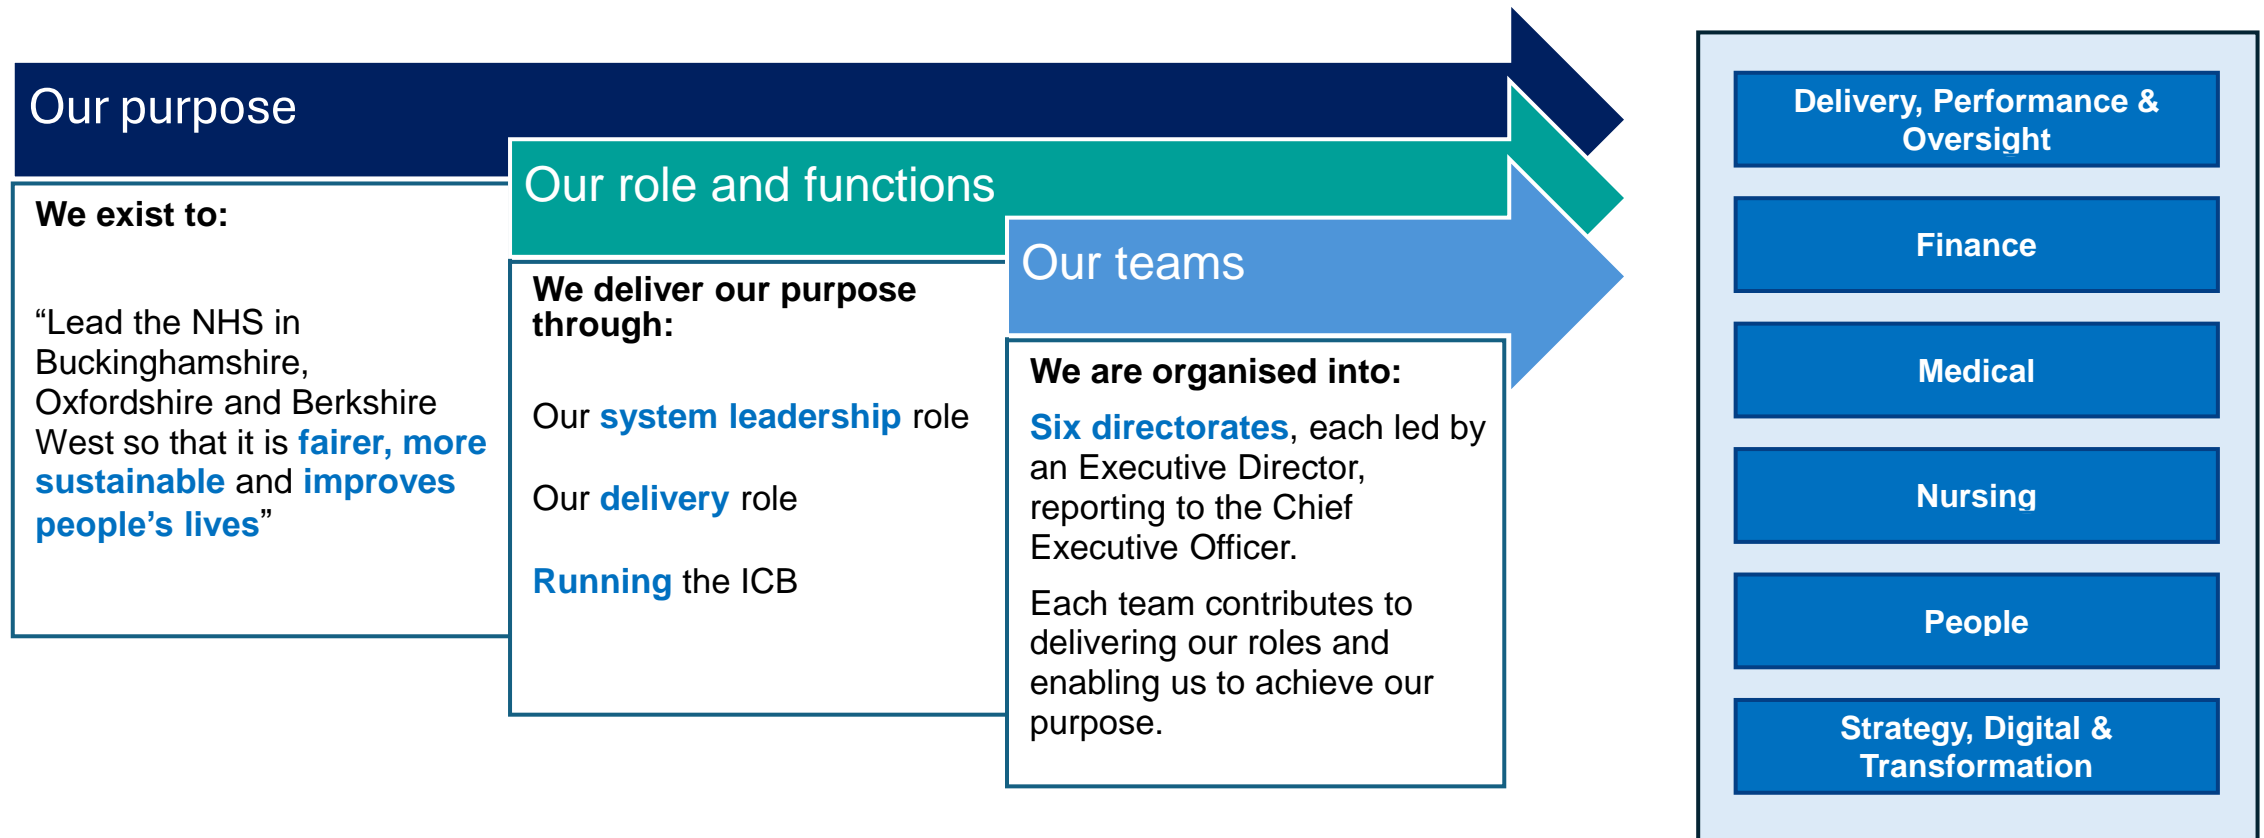 Our purpose
We exist to:
“Lead the NHS in
Buckinghamshire,
Oxfordshire and Berkshire
West so that it is fairer, more
sustainable and improves
people’s lives”
Our role and functions
We deliver our purpose
through:
Our system leadership role
Our delivery role
Running the ICB
Our teams
We are organised into:
Six directorates, each led by
an Executive Director,
reporting to the Chief
Executive Officer.
Each team contributes to
delivering our roles and
enabling us to achieve our
purpose.
Delivery, Performance &
Oversight
Finance
Medical
Nursing
People
Strategy, Digital &
Transformation